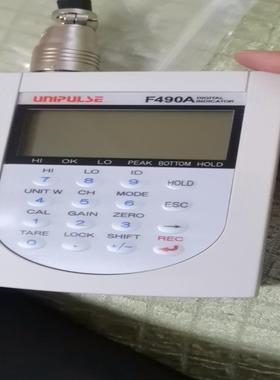 UNIPULSE F490A DIGITAL INDICATOR
HI OK LO PEAK BOTTOM HOLD
HI LO ID
7 8 9 HOLD
UNIT W CH MODE
4 5 6 ESC
CAL GAIN ZERO
1 2 3 →
TARE LOCK SHIFT REC
0 . +/− ↵